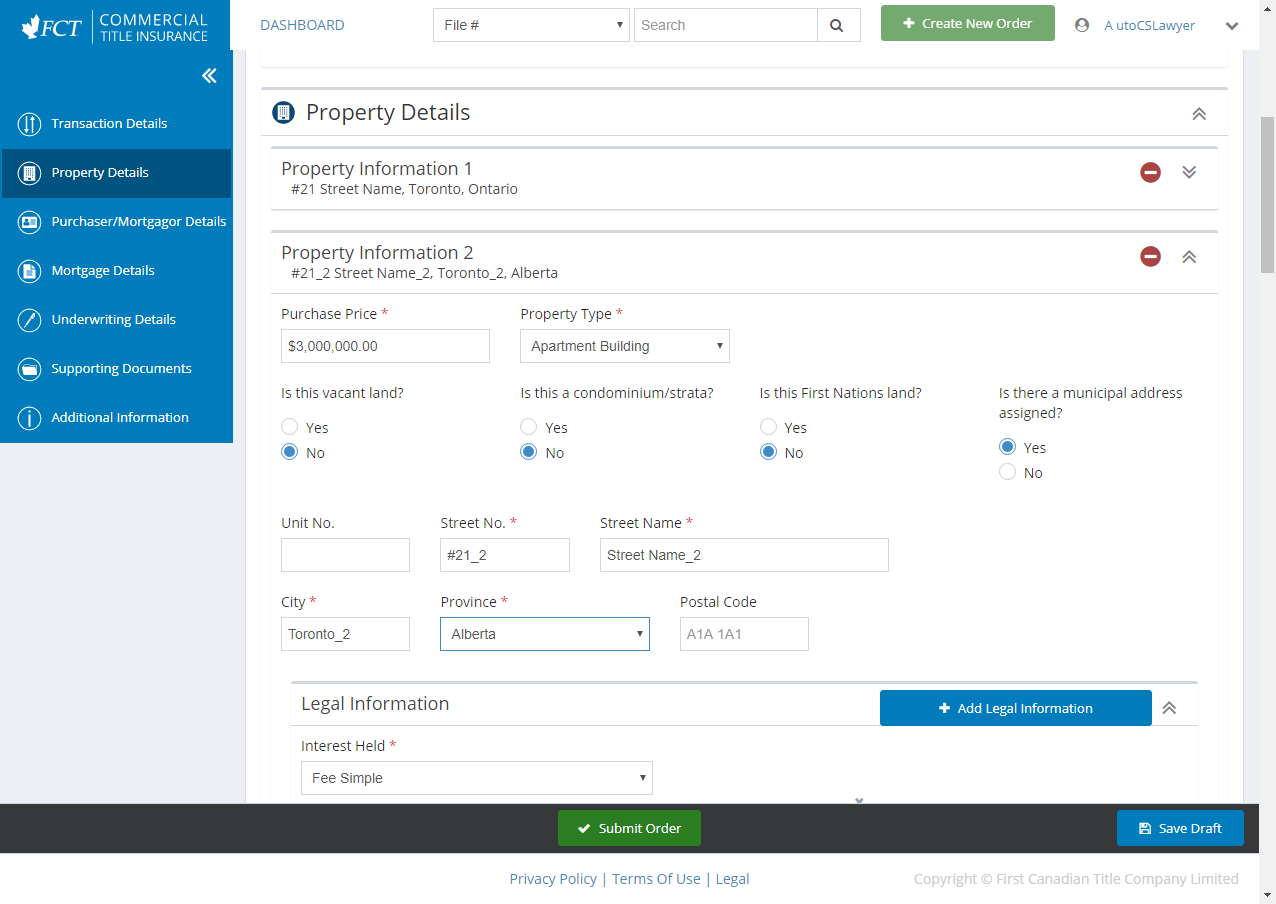 FCT COMMERCIAL TITLE INSURANCE
DASHBOARD
File #
Search
Create New Order
A utoCSLawyer
Transaction Details
Property Details
Purchaser/Mortgagor Details
Mortgage Details
Underwriting Details
Supporting Documents
Additional Information
Property Details
Property Information 1
#21 Street Name, Toronto, Ontario
Property Information 2
#21_2 Street Name_2, Toronto_2, Alberta
Purchase Price * Property Type *
$3,000,000.00 Apartment Building
Is this vacant land? Is this a condominium/strata? Is this First Nations land? Is there a municipal address assigned?
Yes Yes Yes Yes
No No No No
Unit No. Street No. * Street Name *
#21_2 Street Name_2
City * Province * Postal Code
Toronto_2 Alberta A1A 1A1
Legal Information
Add Legal Information
Interest Held *
Fee Simple
Submit Order
Save Draft
Privacy Policy | Terms Of Use | Legal
Copyright © First Canadian Title Company Limited